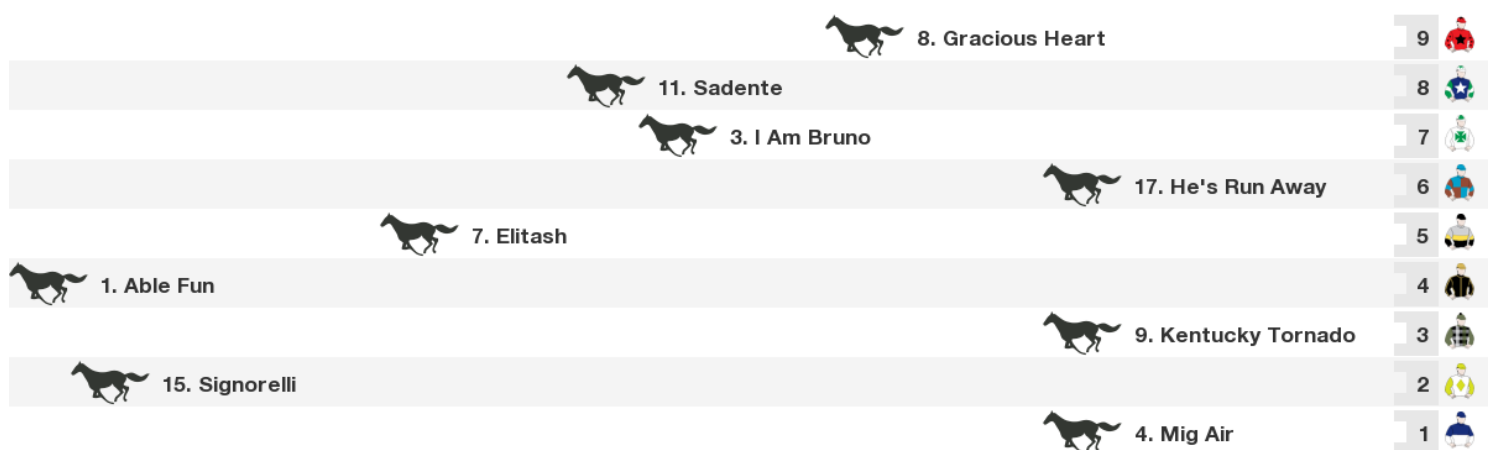 8. Gracious Heart 9
11. Sadente 8
3. I Am Bruno 7
17. He's Run Away 6
7. Elitash 5
1. Able Fun 4
9. Kentucky Tornado 3
15. Signorelli 2
4. Mig Air 1